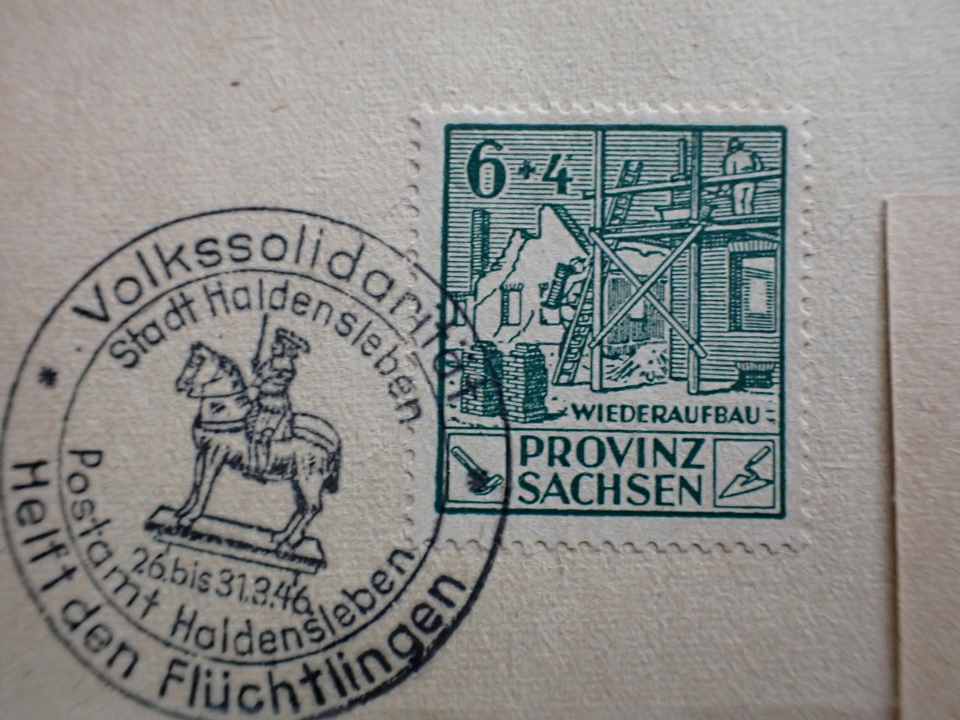 Volkssolidarität
Stadt Haldensleben
26. bis 31.3.46
Postamt Haldensleben
Helft den Flüchtlingen
6+4
WIEDERAUFBAU
PROVINZ
SACHSEN